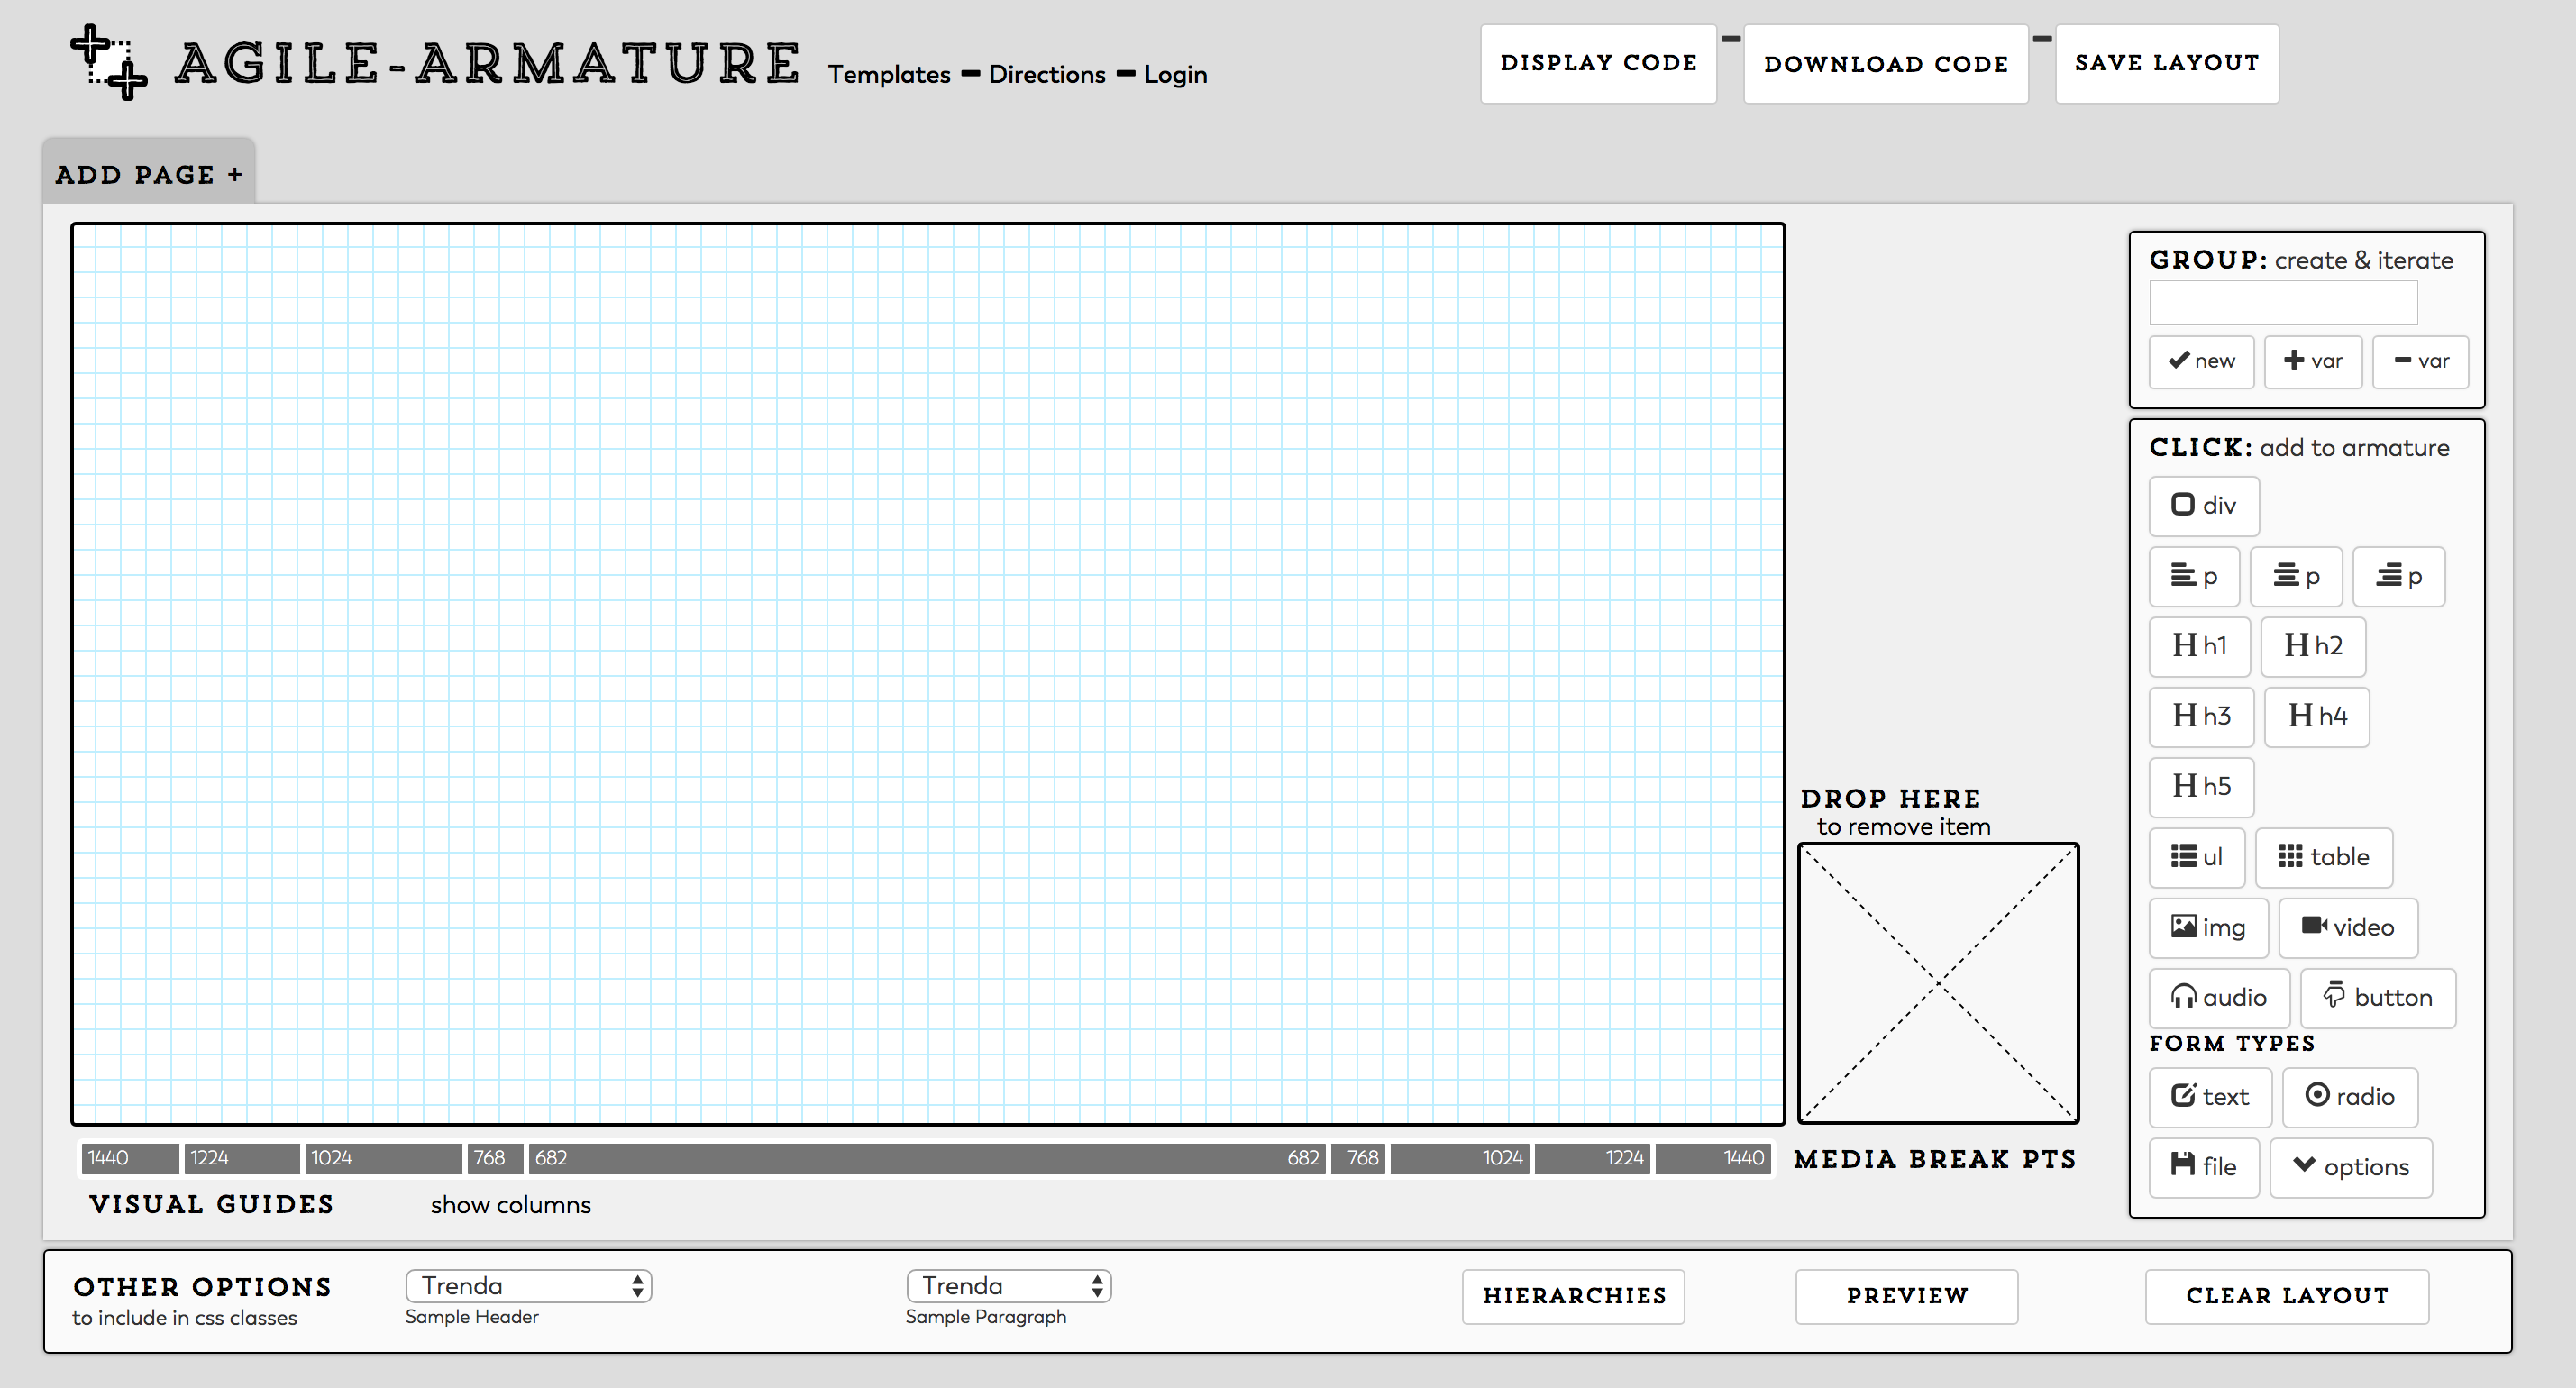 AGILE-ARMATURE
Templates Directions Login
DISPLAY CODE
DOWNLOAD CODE
SAVE LAYOUT
ADD PAGE +
GROUP: create & iterate
new
var
var
CLICK: add to armature
div
p
p
p
H h1
H h2
H h3
H h4
H h5
ul
table
img
video
audio
button
FORM TYPES
text
radio
file
options
DROP HERE
to remove item
1440 1224 1024 768 682 682 768 1024 1224 1440
MEDIA BREAK PTS
VISUAL GUIDES
show columns
OTHER OPTIONS
to include in css classes
Trenda
Sample Header
Trenda
Sample Paragraph
HIERARCHIES
PREVIEW
CLEAR LAYOUT